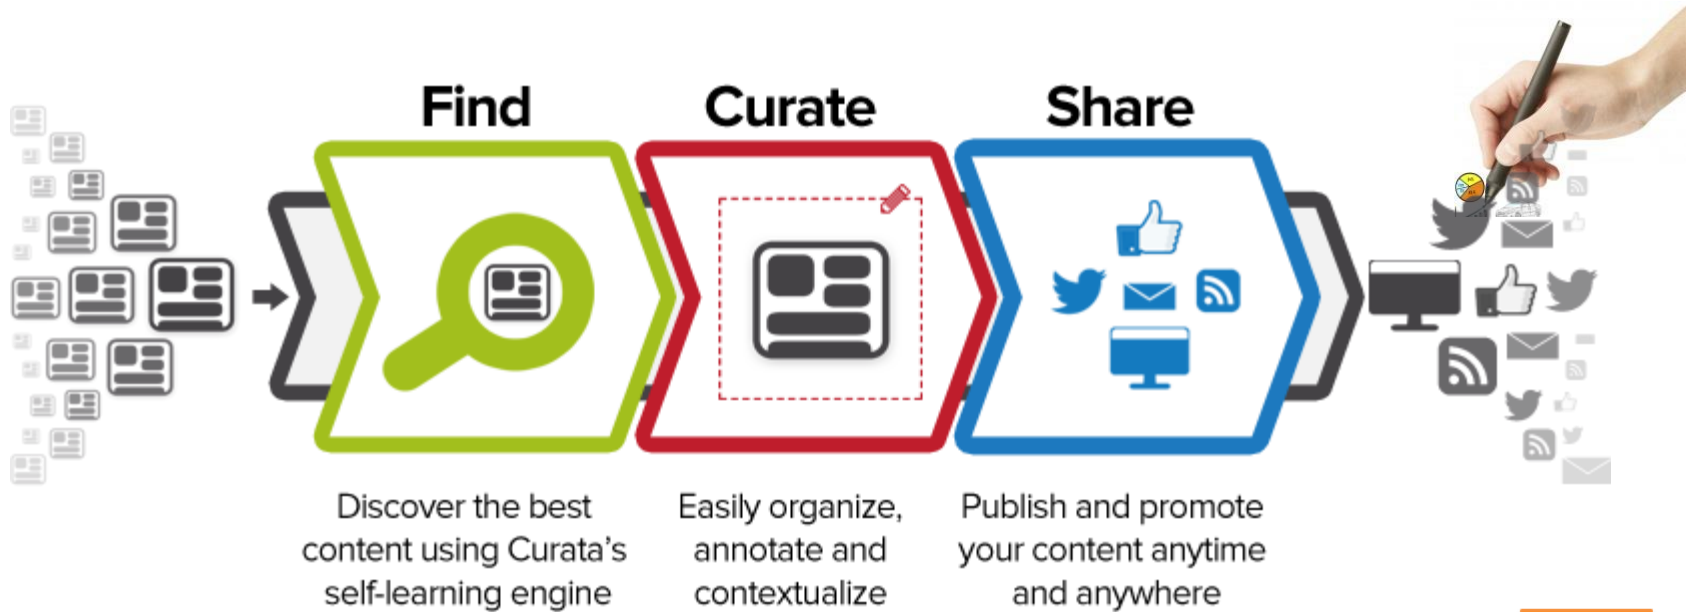 Find
Curate
Share
Discover the best
content using Curata's
self-learning engine
Easily organize,
annotate and
contextualize
Publish and promote
your content anytime
and anywhere